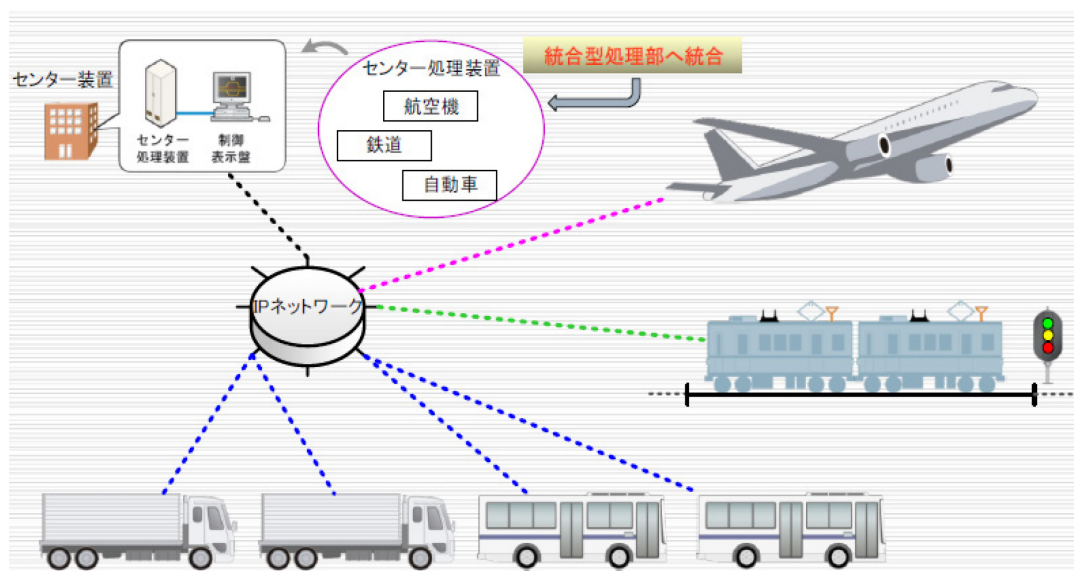 センター装置
センター
処理装置
制御
表示盤
センター処理装置
航空機
鉄道
自動車
統合型処理部へ統合
IPネットワーク